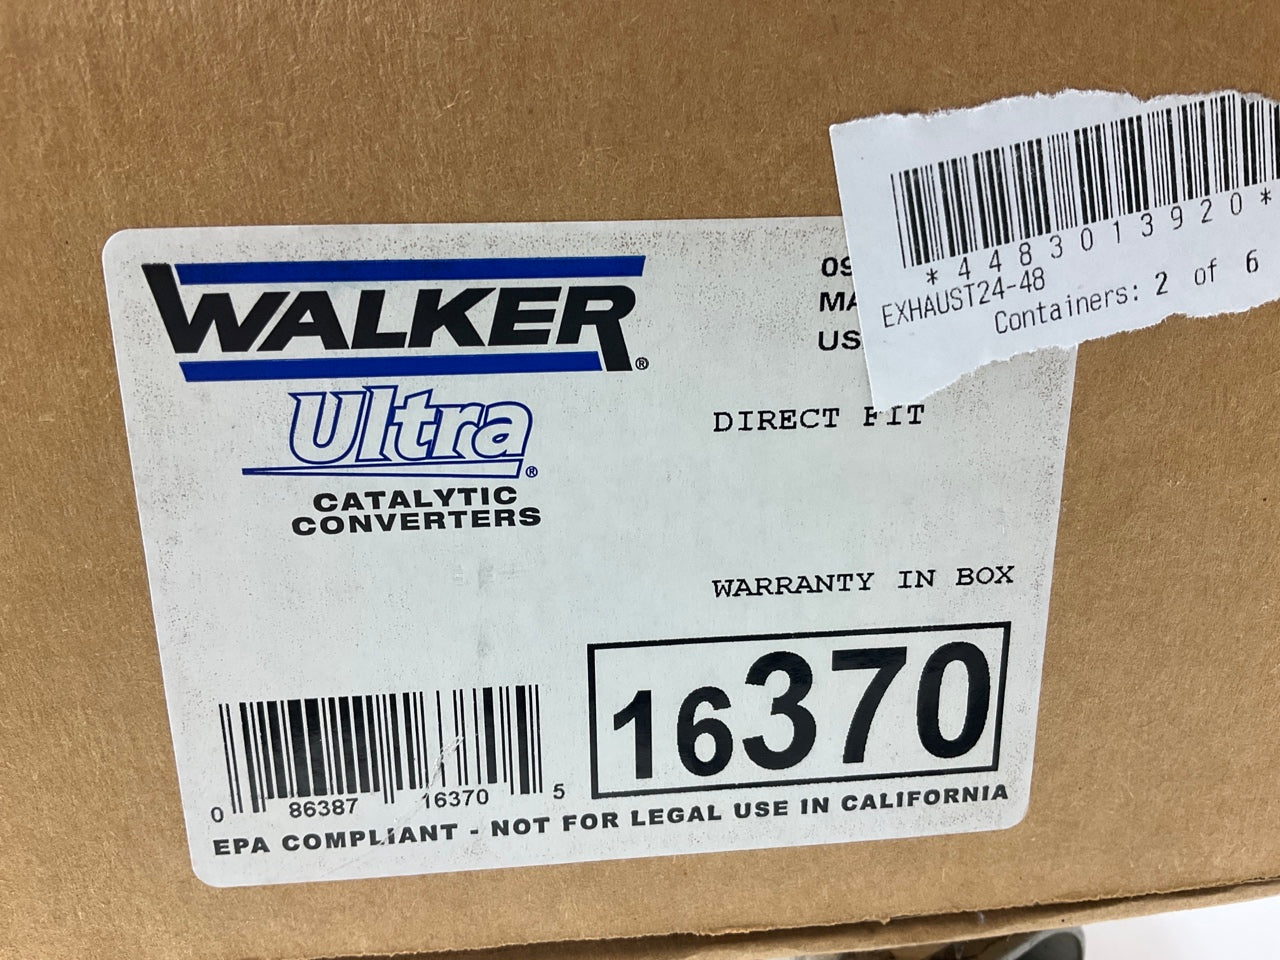 WALKER®
Ultra®
CATALYTIC
CONVERTERS
*4483013920*
EXHAUST24-48
Containers: 2 of 6
DIRECT FIT
WARRANTY IN BOX
16370
0 86387 16370 5
EPA COMPLIANT - NOT FOR LEGAL USE IN CALIFORNIA